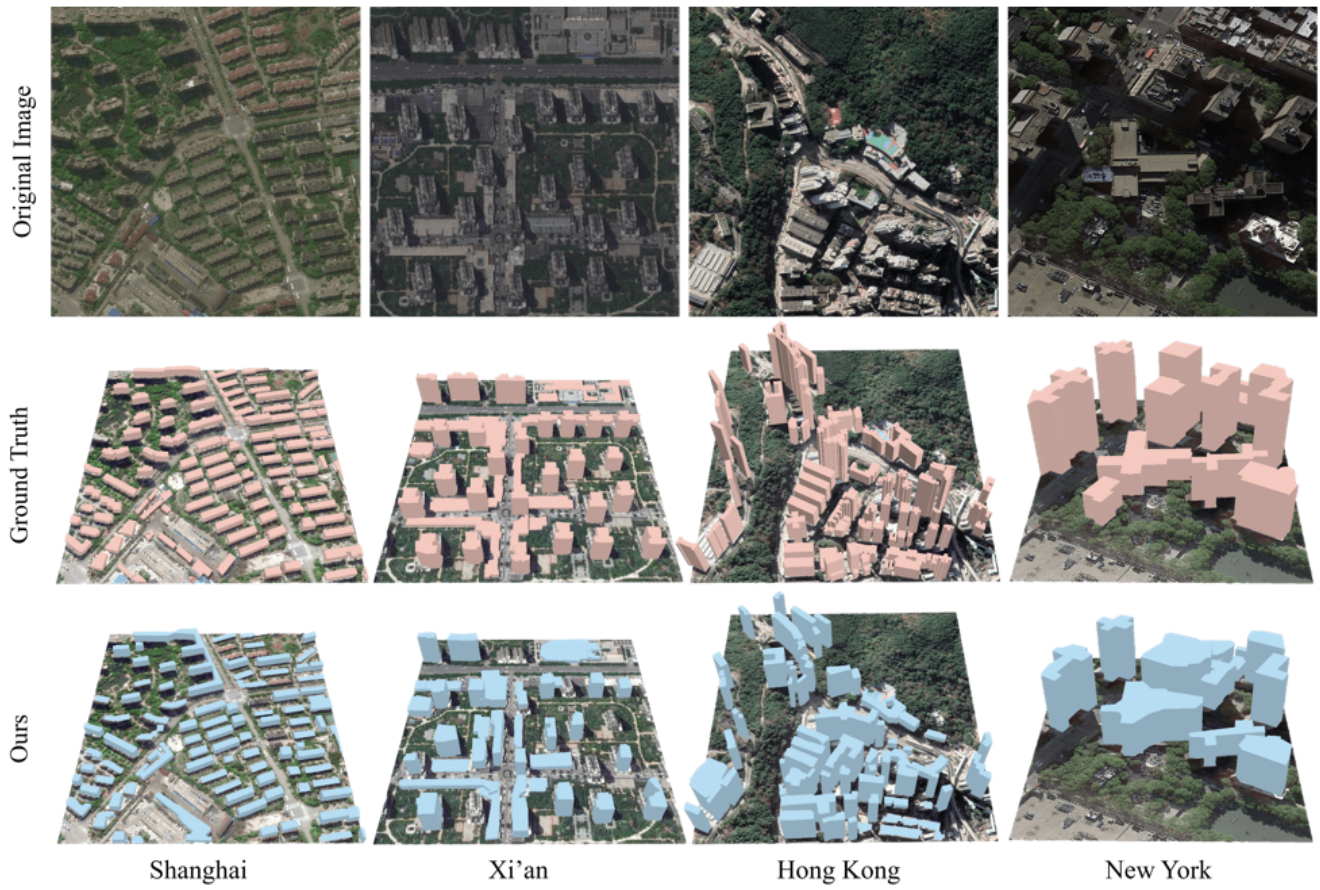 Original Image
Ground Truth
Ours
Shanghai
Xi'an
Hong Kong
New York